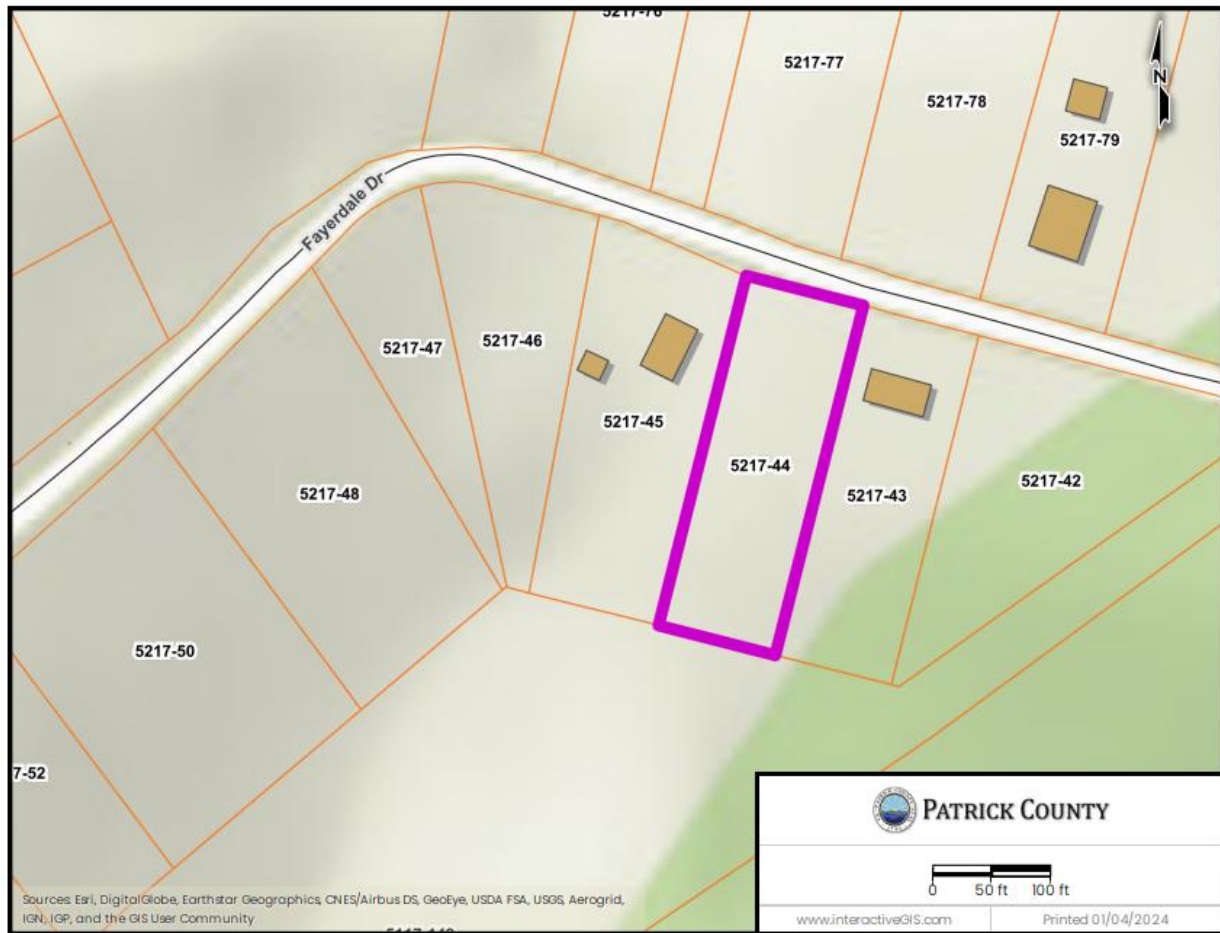 5217-76
5217-77
5217-78
N
5217-79
Fayerdale Dr
5217-47
5217-46
5217-45
5217-44
5217-43
5217-42
5217-48
5217-50
7-52
PATRICK COUNTY
0 50 ft 100 ft
www.interactiveGIS.com Printed 01/04/2024
Sources: Esri, DigitalGlobe, Earthstar Geographics, CNES/Airbus DS, GeoEye, USDA FSA, USGS, Aerogrid,
IGN, IGP, and the GIS User Community